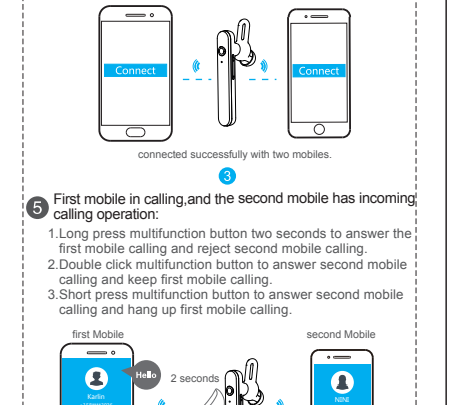 Connect
Connect
connected successfully with two mobiles.
3
5
First mobile in calling,and the second mobile has incoming
calling operation:
1.Long press multifunction button two seconds to answer the
first mobile calling and reject second mobile calling.
2.Double click multifunction button to answer second mobile
calling and keep first mobile calling.
3.Short press multifunction button to answer second mobile
calling and hang up first mobile calling.
first Mobile
second Mobile
Hello
2 seconds
Karlin
NINI